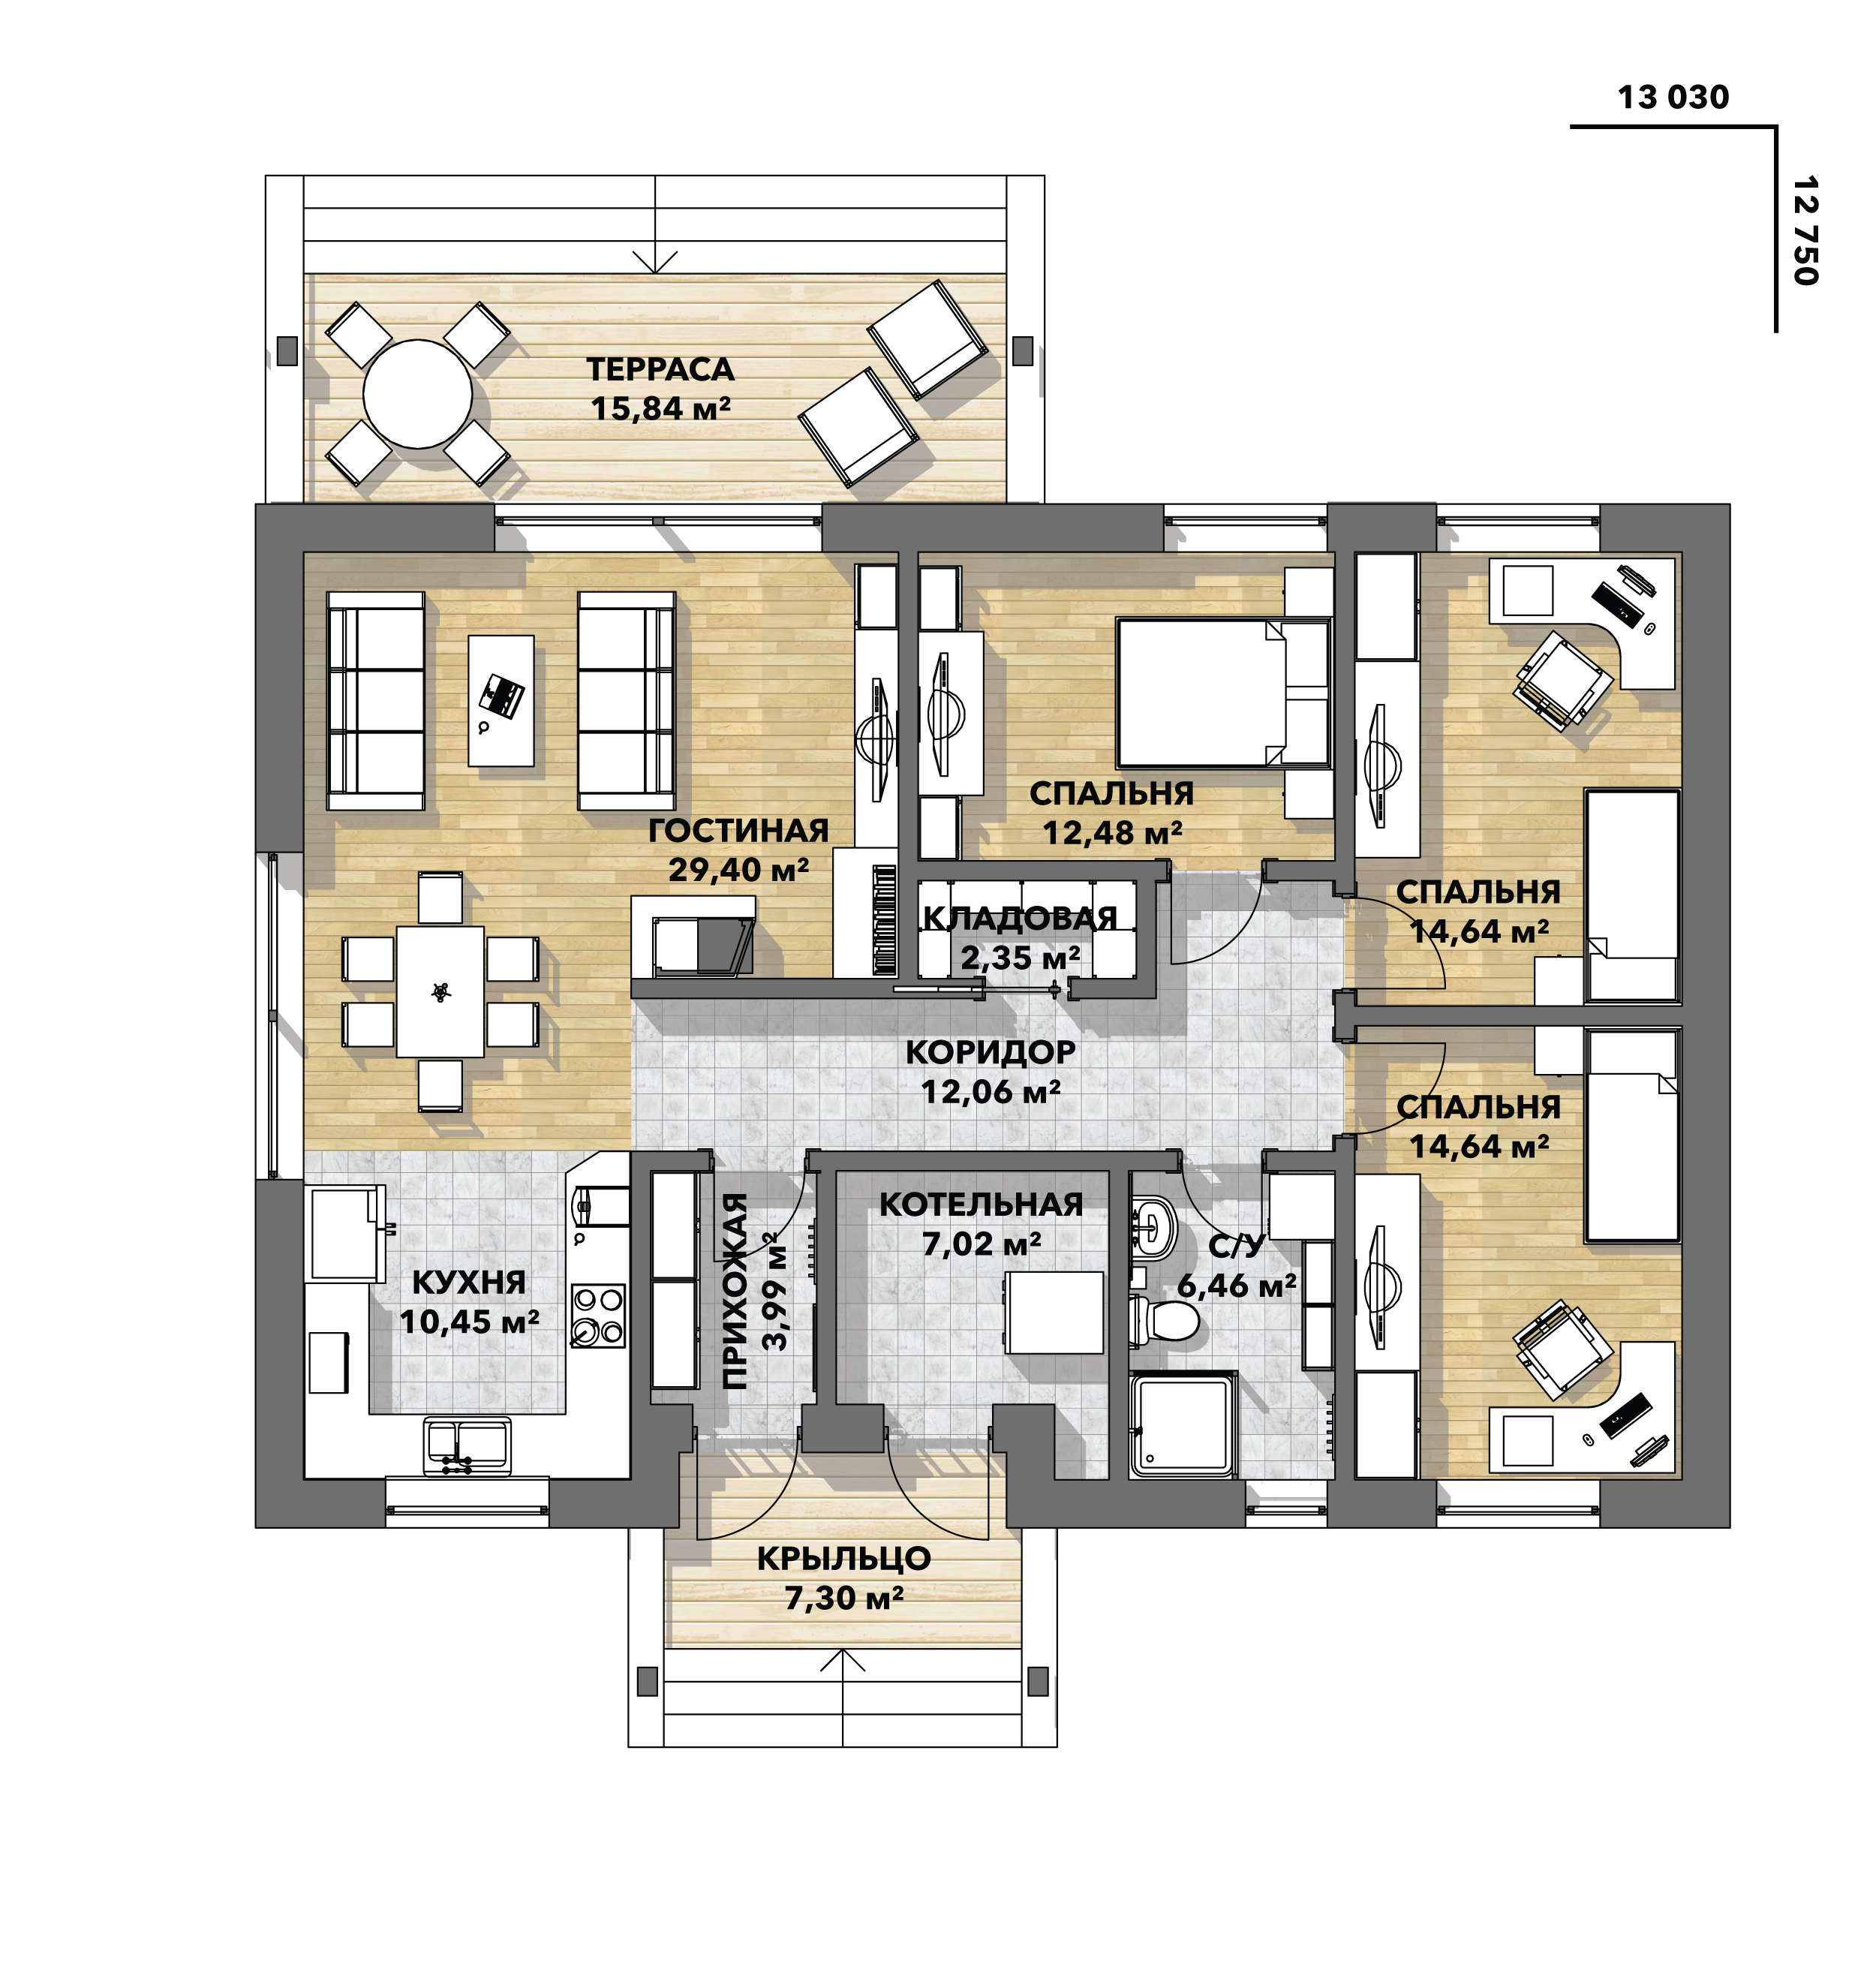 13 030
12 750
ТЕРРАСА
15,84 м²
ГОСТИНАЯ
29,40 м²
СПАЛЬНЯ
12,48 м²
СПАЛЬНЯ
14,64 м²
КЛАДОВАЯ
2,35 м²
КОРИДОР
12,06 м²
СПАЛЬНЯ
14,64 м²
КУХНЯ
10,45 м²
ПРИХОЖАЯ
3,99 м²
КОТЕЛЬНАЯ
7,02 м²
С/У
6,46 м²
КРЫЛЬЦО
7,30 м²